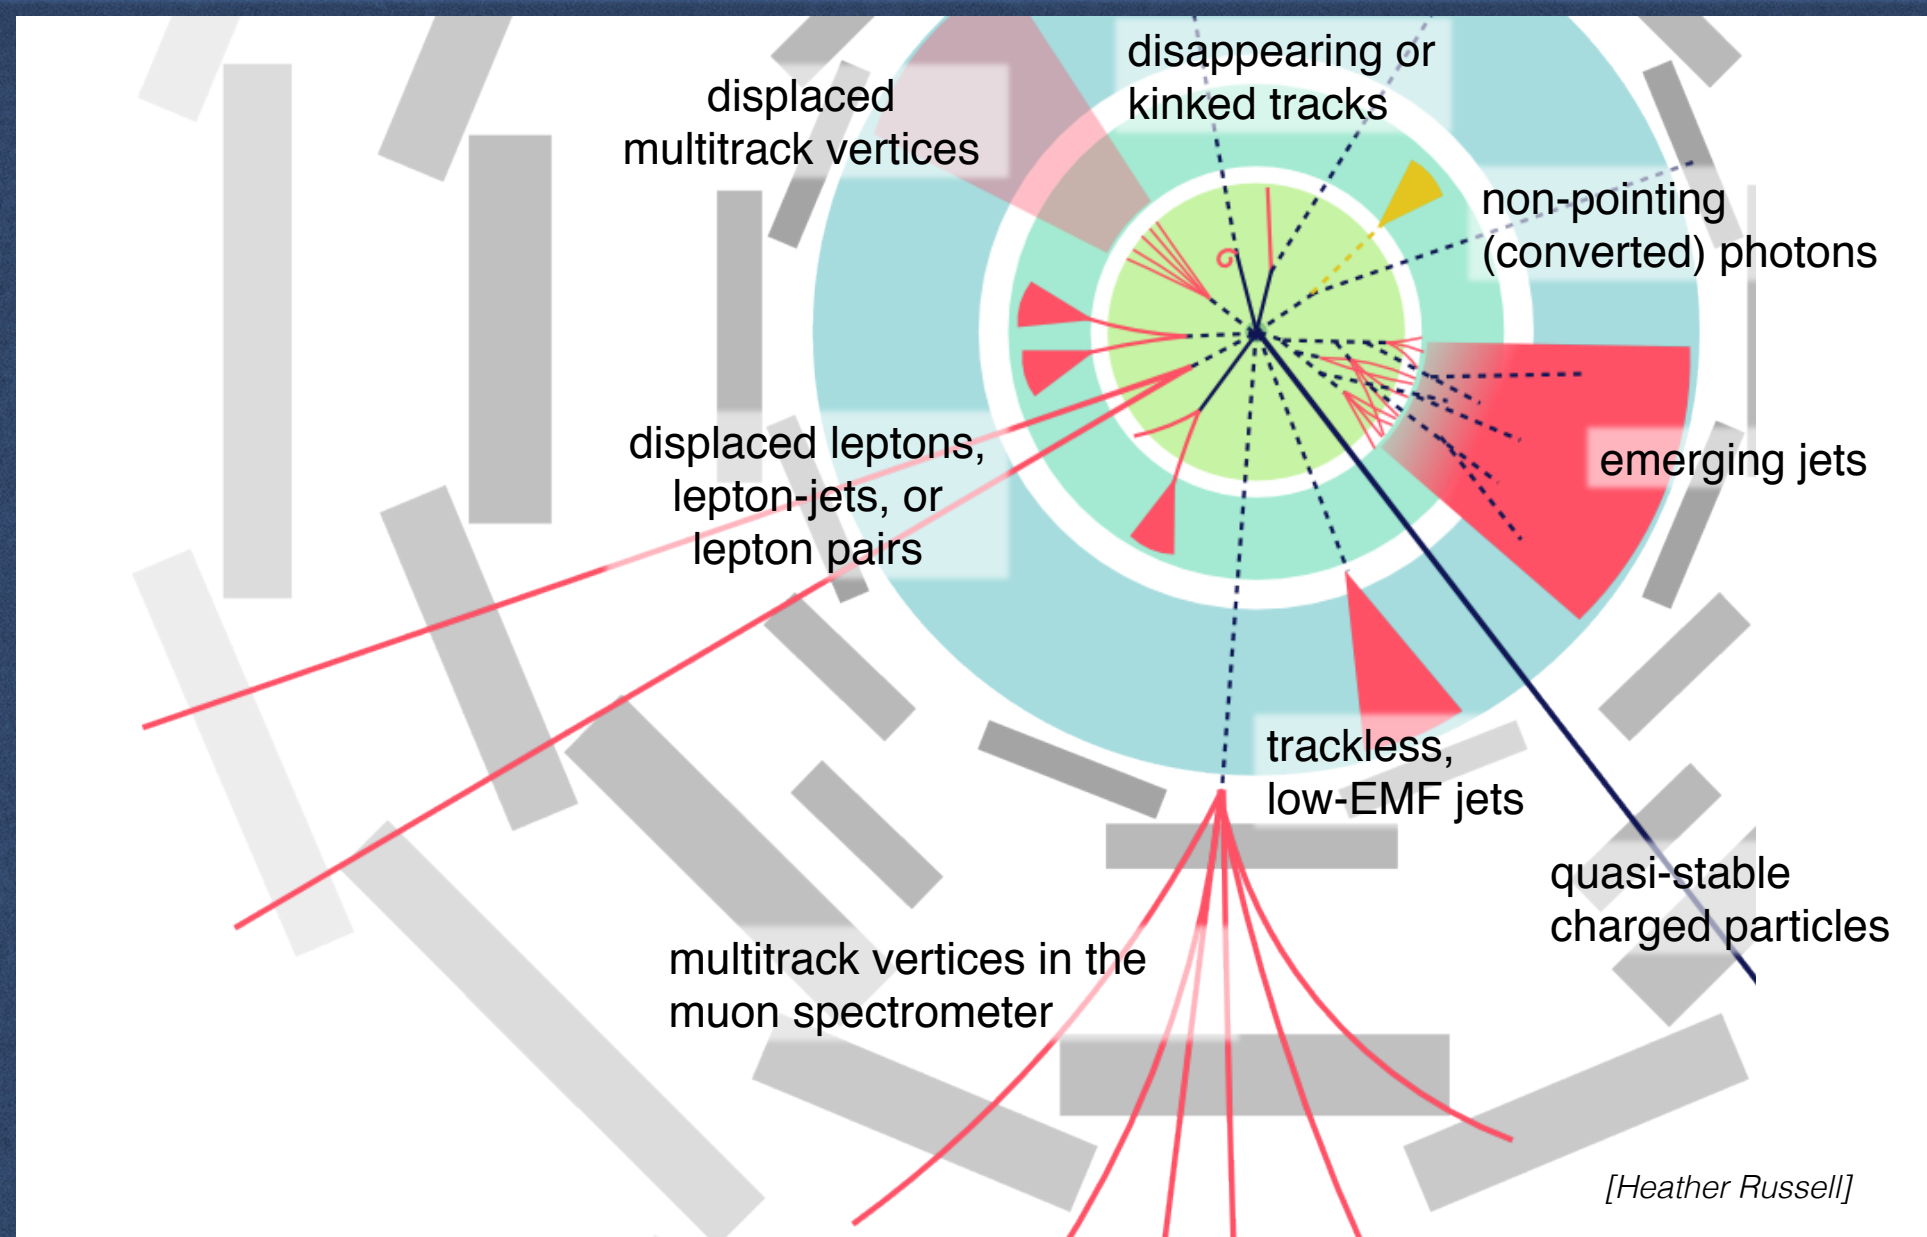 disappearing or
kinked tracks
displaced
multitrack vertices
non-pointing
(converted) photons
displaced leptons,
lepton-jets, or
lepton pairs
emerging jets
trackless,
low-EMF jets
quasi-stable
charged particles
multitrack vertices in the
muon spectrometer
[Heather Russell]